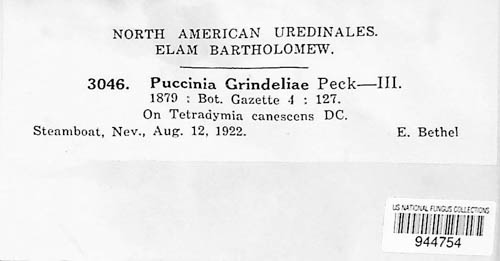 NORTH AMERICAN UREDINALES.
ELAM BARTHOLOMEW.
3046. Puccinia Grindeliae Peck—III.
1879 : Bot. Gazette 4 : 127.
On Tetradymia canescens DC.
Steamboat, Nev., Aug. 12, 1922. E. Bethel
US NATIONAL FUNGUS COLLECTIONS
944754